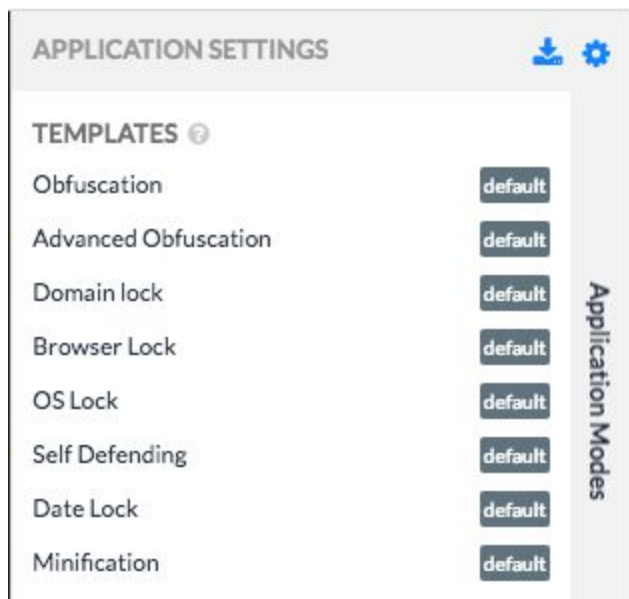 APPLICATION SETTINGS
TEMPLATES ?
Obfuscation default
Advanced Obfuscation default
Domain lock default
Browser Lock default
OS Lock default
Self Defending default
Date Lock default
Minification default
Application Modes